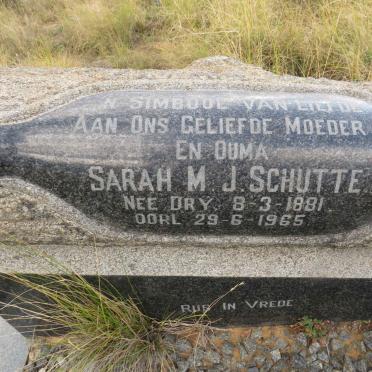 'N SIMBOOL VAN LIEFDE
AAN ONS GELIEFDE MOEDER
EN OUMA
SARAH M. J. SCHUTTE
NEE DRY. 8-3-1881
OORL. 29-6-1965
RUS IN VREDE